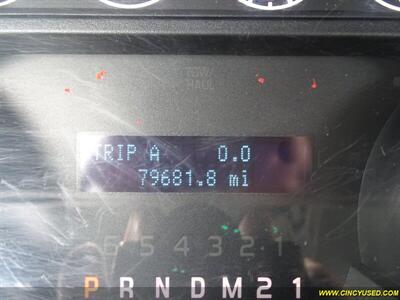 TOW/
HAUL
TRIP A 0.0
79681.8 mi
6 5 4 3 2 1
P R N D M 2 1
WWW.CINCYUSED.COM